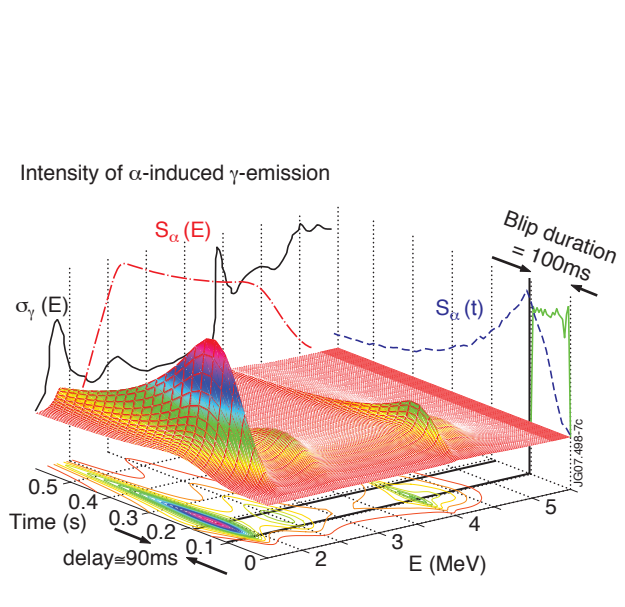 Intensity of α-induced γ-emission
Blip duration
= 100ms
Sα (E)
σγ (E)
Sα (t)
JG07.498-7c
0.5
0.4
0.3
0.2
0.1
0
Time (s)
delay≅90ms
2
3
4
5
E (MeV)